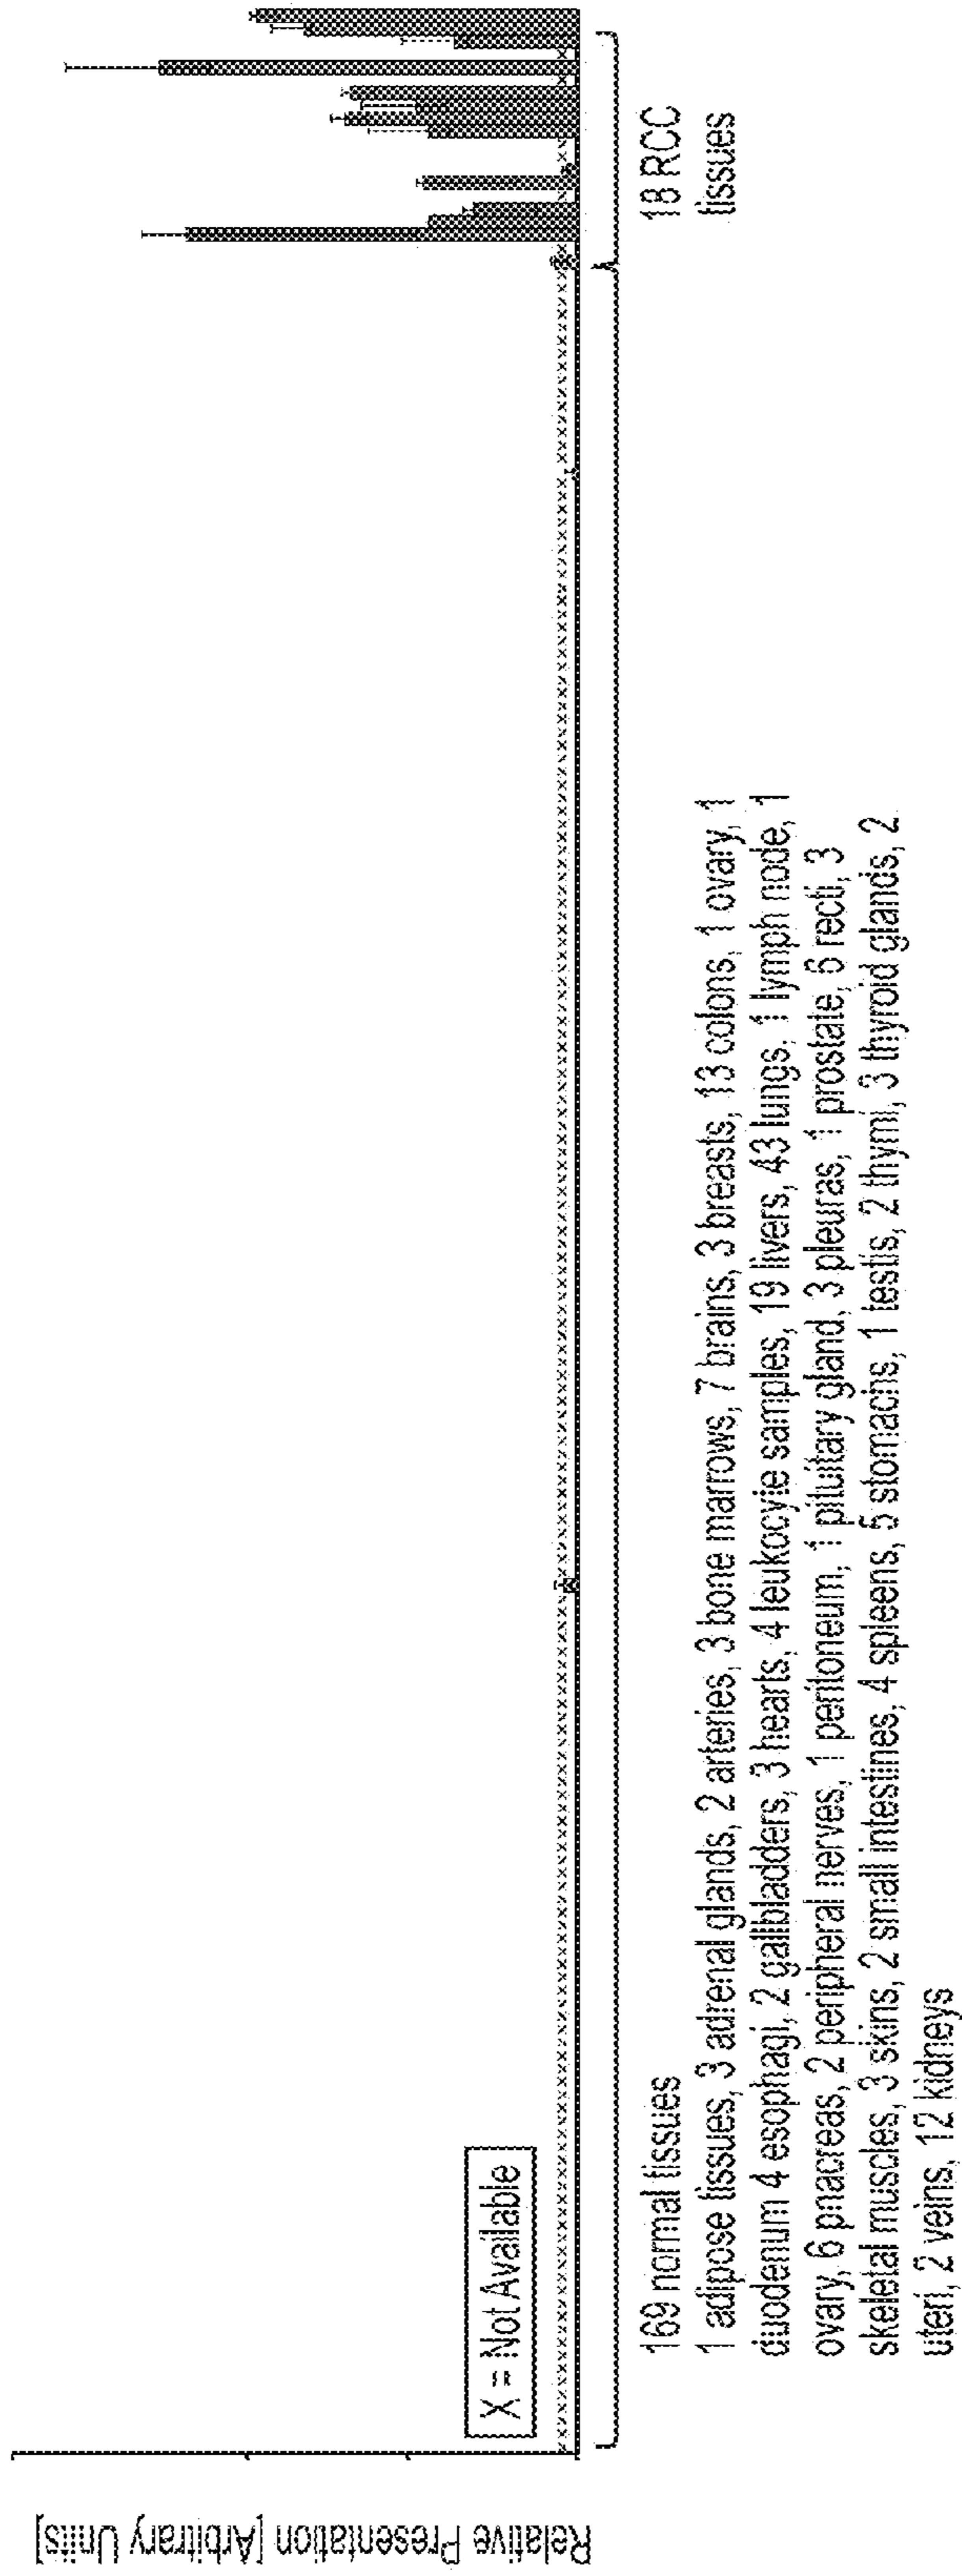 Relative Presentation [Arbitrary Units]
X = Not Available
169 normal tissues
1 adipose tissues, 3 adrenal glands, 2 arteries, 3 bone marrows, 7 brains, 3 breasts, 13 colons, 1 ovary, 1
duodenum 4 esophagi, 2 gallbladders, 3 hearts, 4 leukocyte samples, 19 livers, 43 lungs, 1 lymph node, 1
ovary, 6 pnacreas, 2 peripheral nerves, 1 peritoneum, 1 pituitary gland, 3 pleuras, 1 prostate, 6 recti, 3
skeletal muscles, 3 skins, 2 small intestines, 4 spleens, 5 stomachs, 1 testis, 2 thymi, 3 thyroid glands, 2
uteri, 2 veins, 12 kidneys
18 RCC
tissues